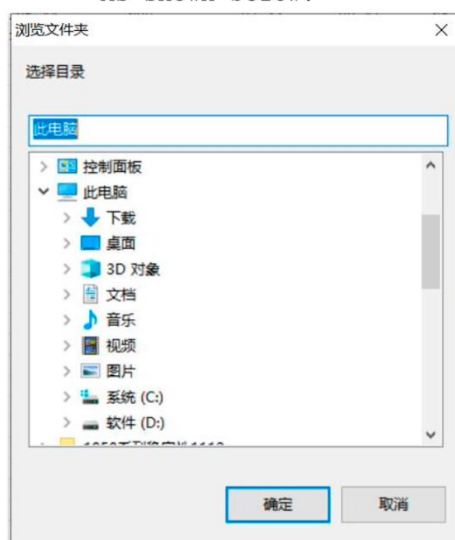 浏览文件夹
选择目录
此电脑
控制面板
此电脑
下载
桌面
3D 对象
文档
音乐
视频
图片
系统 (C:)
软件 (D:)
确定
取消